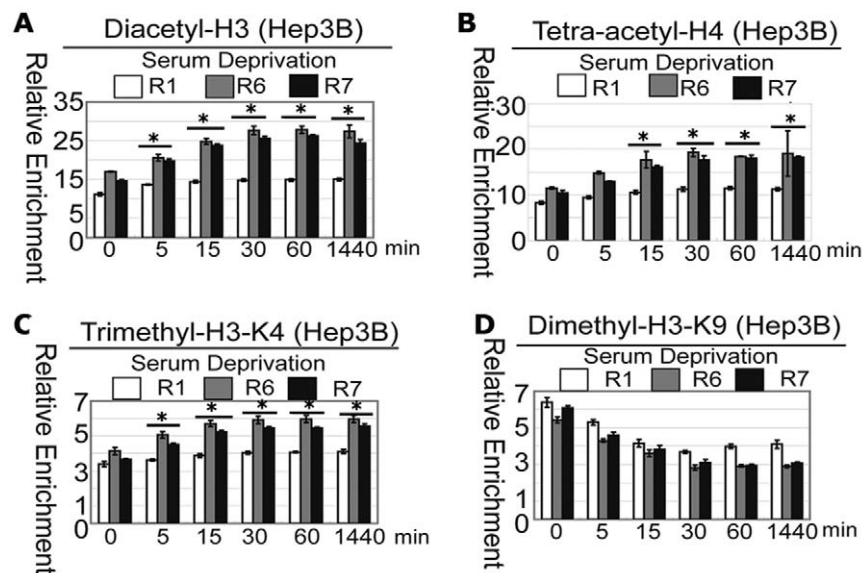 A
Diacetyl-H3 (Hep3B)
Serum Deprivation
R1 R6 R7
Relative Enrichment
35
25
15
5
0
* * * * *
0 5 15 30 60 1440 min
B
Tetra-acetyl-H4 (Hep3B)
Serum Deprivation
R1 R6 R7
Relative Enrichment
30
20
10
0
* * * *
0 5 15 30 60 1440 min
C
Trimethyl-H3-K4 (Hep3B)
Serum Deprivation
R1 R6 R7
Relative Enrichment
7
5
3
1
0
* * * * *
0 5 15 30 60 1440 min
D
Dimethyl-H3-K9 (Hep3B)
Serum Deprivation
R1 R6 R7
Relative Enrichment
7
5
3
1
0
0 5 15 30 60 1440 min